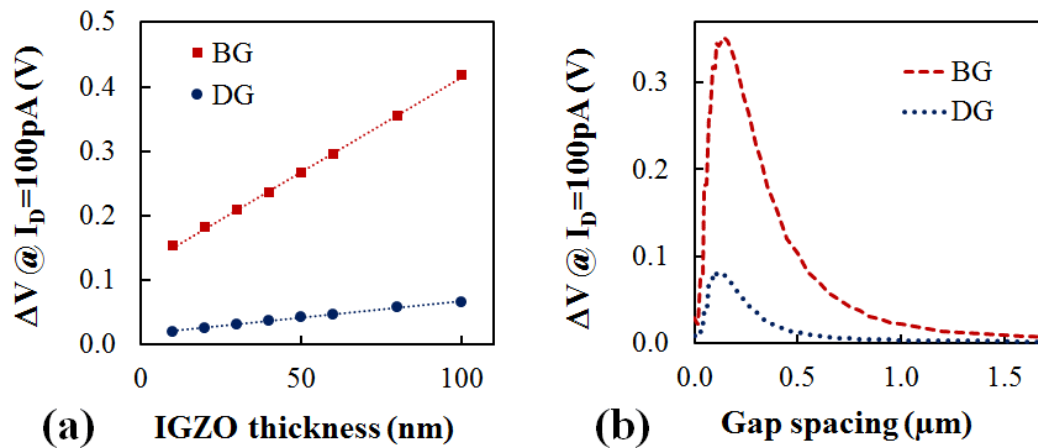 ΔV @ I_D=100pA (V)
0.5
0.4
0.3
0.2
0.1
0.0
BG
DG
0
50
100
(a)
IGZO thickness (nm)
ΔV @ I_D=100pA (V)
0.3
0.2
0.1
0.0
BG
DG
0.0
0.5
1.0
1.5
(b)
Gap spacing (µm)